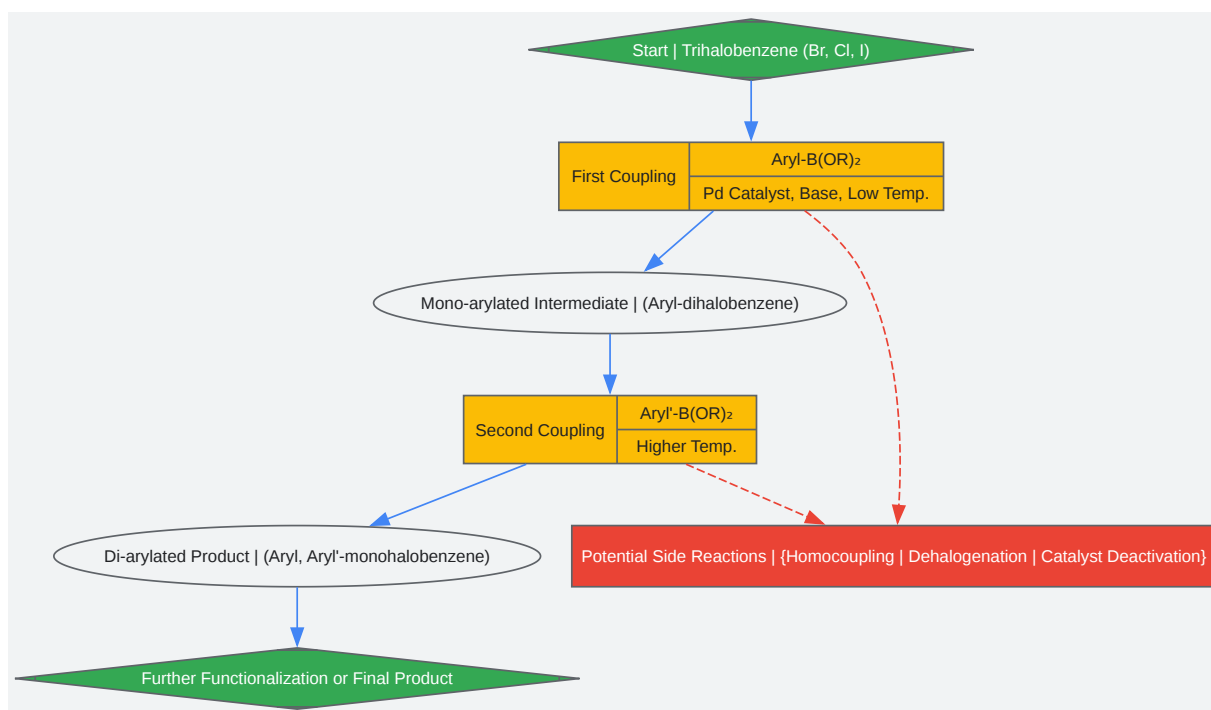 Start | Trihalobenzene (Br, Cl, I)
First Coupling
Aryl-B(OR)₂
Pd Catalyst, Base, Low Temp.
Mono-arylated Intermediate | (Aryl-dihalobenzene)
Second Coupling
Aryl'-B(OR)₂
Higher Temp.
Di-arylated Product | (Aryl, Aryl'-monohalobenzene)
Potential Side Reactions | {Homocoupling | Dehalogenation | Catalyst Deactivation}
Further Functionalization or Final Product